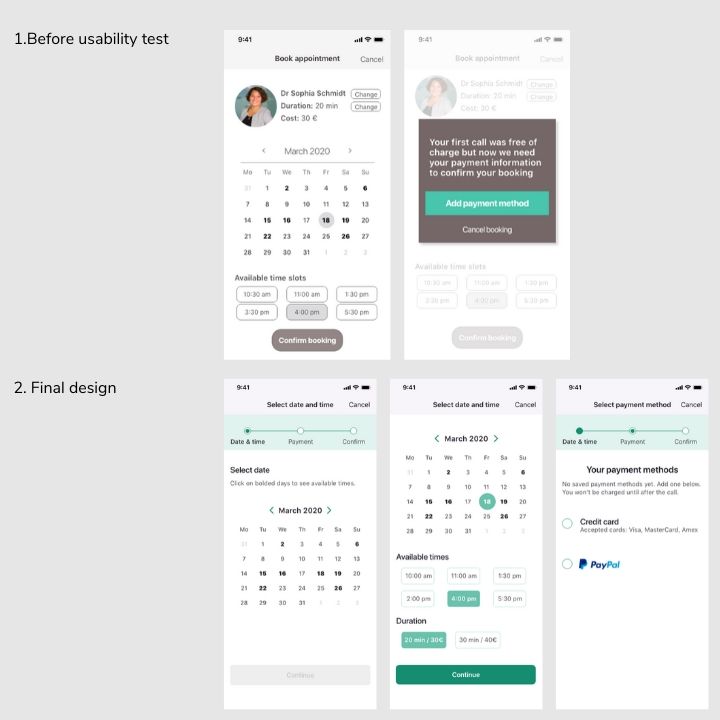 1.Before usability test
9:41
Book appointment Cancel
Dr Sophia Schmidt Change
Duration: 20 min Change
Cost: 30 €
< March 2020 >
Mo Tu We Th Fr Sa Su
31 1 2 3 4 5 6
7 8 9 10 11 12 13
14 15 16 17 18 19 20
21 22 23 24 25 26 27
28 29 30 31 1 2 3
Available time slots
10:30 am 11:00 am 1:30 pm
3:30 pm 4:00 pm 5:30 pm
Confirm booking
9:41
Book appointment Cancel
Dr Sophia Schmidt Change
Duration: 20 min Change
Cost: 30 €
Your first call was free of
charge but now we need
your payment information
to confirm your booking
Add payment method
Cancel booking
Available time slots
10:30 am 11:00 am 1:30 pm
3:30 pm 4:00 pm 5:30 pm
Confirm booking
2. Final design
9:41
Select date and time Cancel
Date & time Payment Confirm
Select date
Click on bolded days to see available times.
< March 2020 >
Mo Tu We Th Fr Sa Su
31 1 2 3 4 5 6
7 8 9 10 11 12 13
14 15 16 17 18 19 20
21 22 23 24 25 26 27
28 29 30 31 1 2 3
Continue
9:41
Select date and time Cancel
< March 2020 >
Mo Tu We Th Fr Sa Su
31 1 2 3 4 5 6
7 8 9 10 11 12 13
14 15 16 17 18 19 20
21 22 23 24 25 26 27
28 29 30 31 1 2 3
Available times
10:00 am 11:00 am 1:30 pm
2:00 pm 4:00 pm 5:30 pm
Duration
20 min / 30€ 30 min / 40€
Continue
9:41
Select payment method Cancel
Date & time Payment Confirm
Your payment methods
No saved payment methods yet. Add one below.
You won't be charged until after the call.
Credit card
Accepted cards: Visa, MasterCard, Amex
PayPal